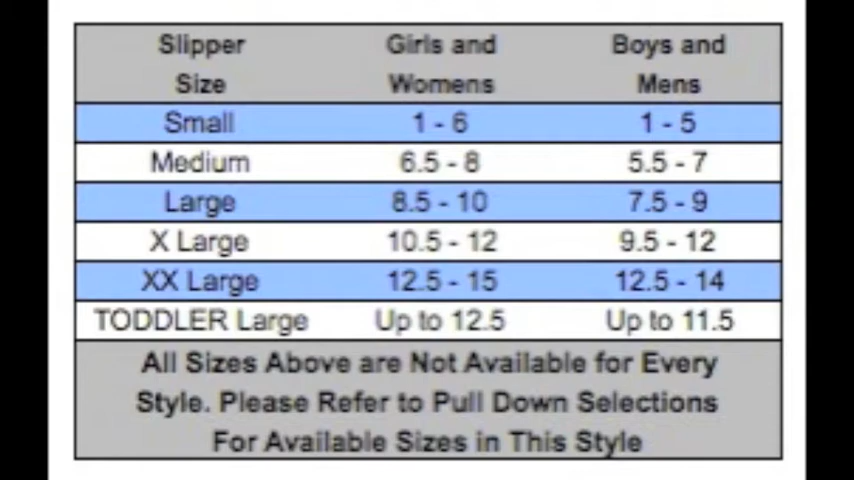 Slipper Size Girls and Womens Boys and Mens
Small 1 - 6 1 - 5
Medium 6.5 - 8 5.5 - 7
Large 8.5 - 10 7.5 - 9
X Large 10.5 - 12 9.5 - 12
XX Large 12.5 - 15 12.5 - 14
TODDLER Large Up to 12.5 Up to 11.5
All Sizes Above are Not Available for Every
Style. Please Refer to Pull Down Selections
For Available Sizes in This Style